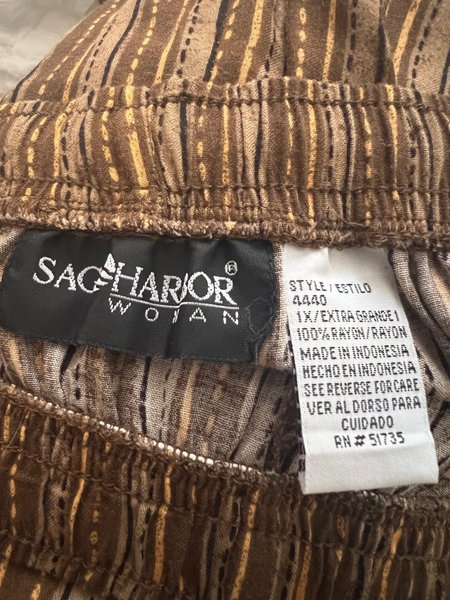 SAG HARBOR®
WOMAN
STYLE / ESTILO
4440
1X/EXTRA GRANDE 1
100% RAYON/RAYON
MADE IN INDONESIA
HECHO EN INDONESIA
SEE REVERSE FOR CARE
VER AL DORSO PARA
CUIDADO
RN # 51735